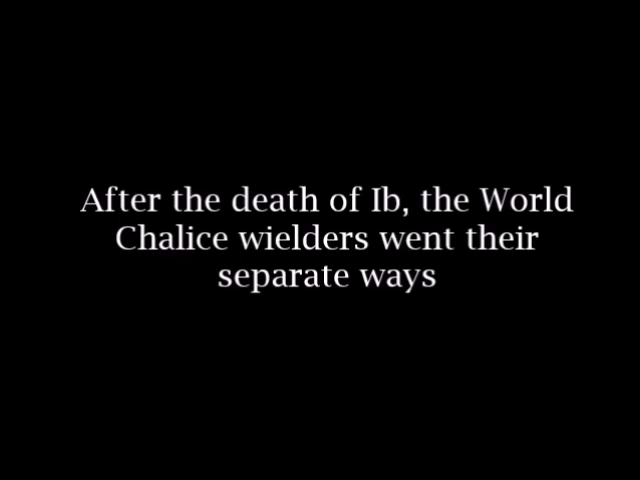 After the death of Ib, the World
Chalice wielders went their
separate ways